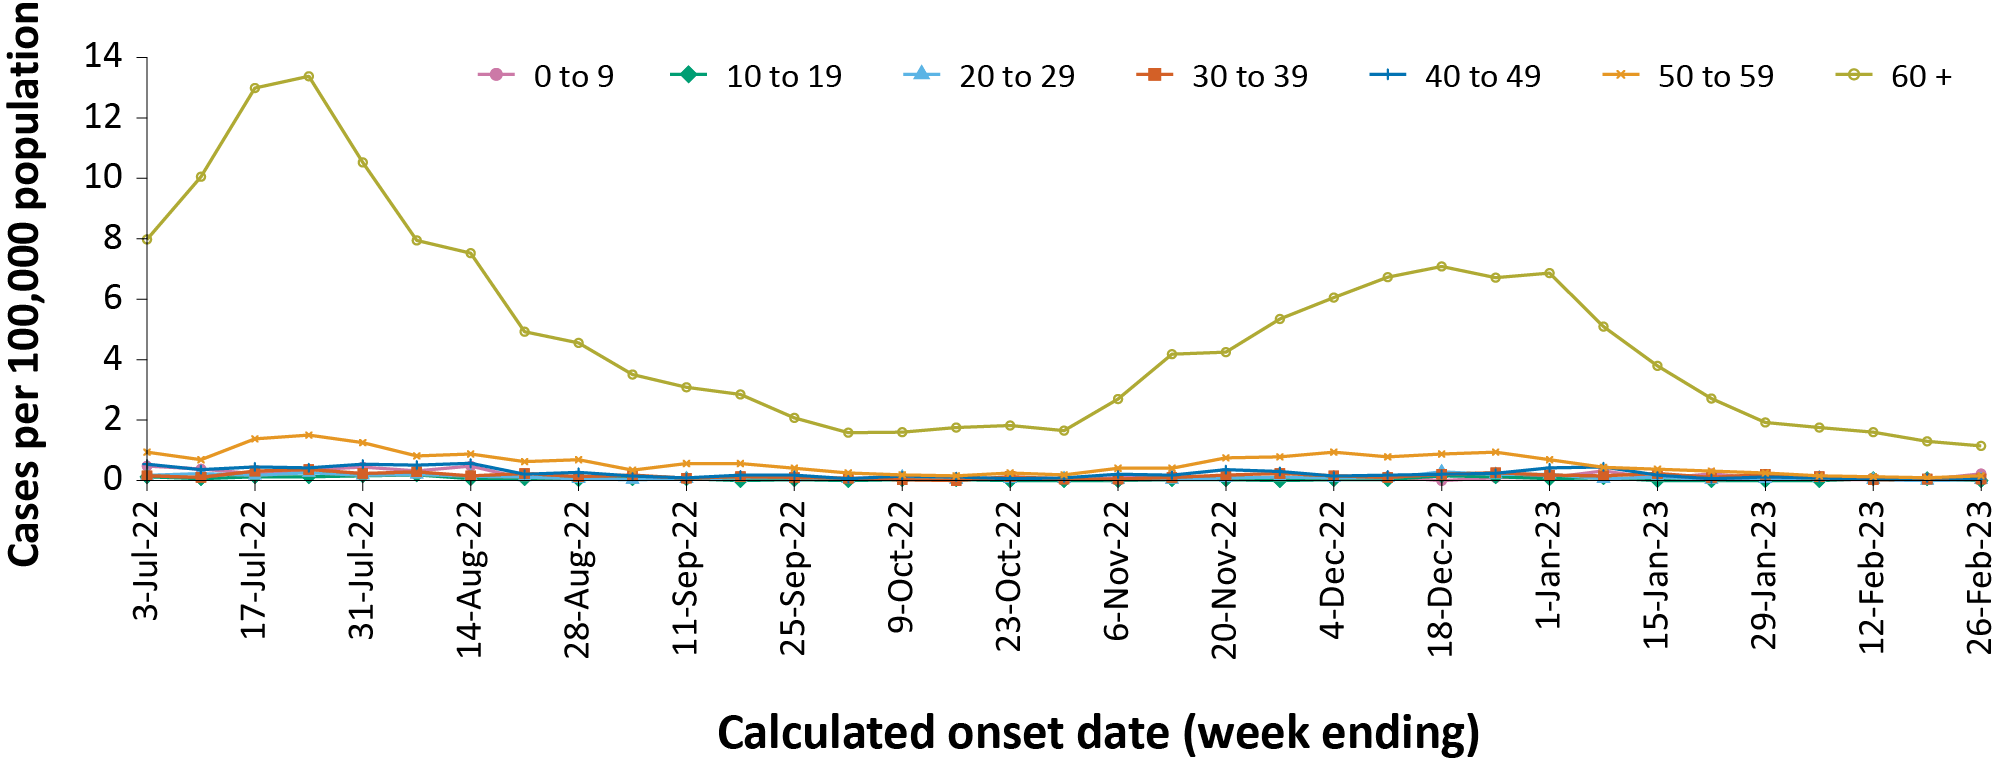 Cases per 100,000 population
14
12
10
8
6
4
2
0
0 to 9 10 to 19 20 to 29 30 to 39 40 to 49 50 to 59 60 +
3-Jul-22
17-Jul-22
31-Jul-22
14-Aug-22
28-Aug-22
11-Sep-22
25-Sep-22
9-Oct-22
23-Oct-22
6-Nov-22
20-Nov-22
4-Dec-22
18-Dec-22
1-Jan-23
15-Jan-23
29-Jan-23
12-Feb-23
26-Feb-23
Calculated onset date (week ending)